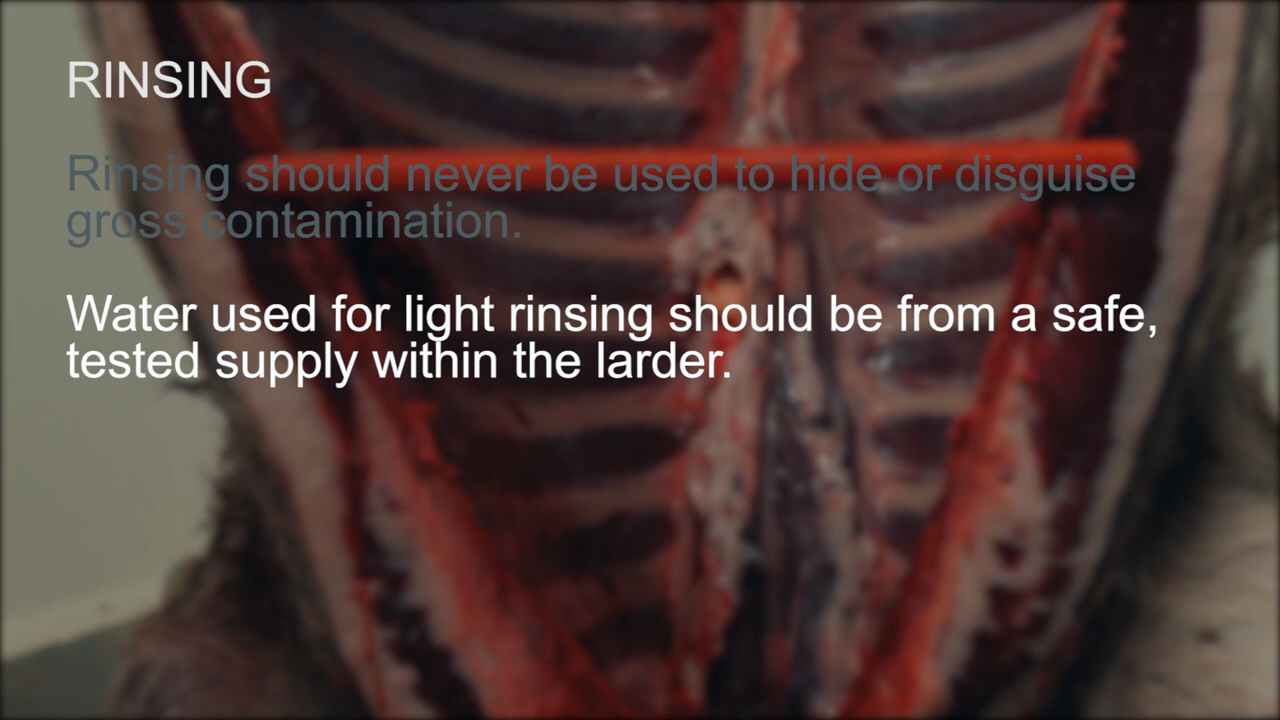 RINSING
Rinsing should never be used to hide or disguise
gross contamination.
Water used for light rinsing should be from a safe,
tested supply within the larder.